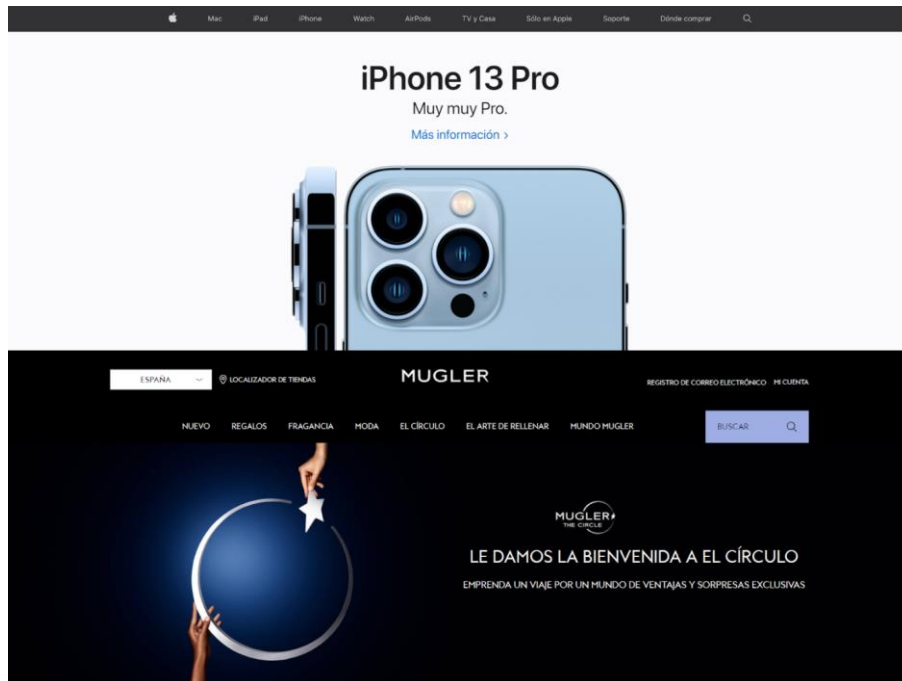 Mac iPad iPhone Watch AirPods TV y Casa Sólo en Apple Soporte Dónde comprar
iPhone 13 Pro
Muy muy Pro.
Más información >
ESPAÑA LOCALIZADOR DE TIENDAS MUGLER REGISTRO DE CORREO ELECTRÓNICO MI CUENTA
NUEVO REGALOS FRAGANCIA MODA EL CÍRCULO EL ARTE DE RELLENAR MUNDO MUGLER BUSCAR
MUGLER
THE CIRCLE
LE DAMOS LA BIENVENIDA A EL CÍRCULO
EMPRENDA UN VIAJE POR UN MUNDO DE VENTAJAS Y SORPRESAS EXCLUSIVAS